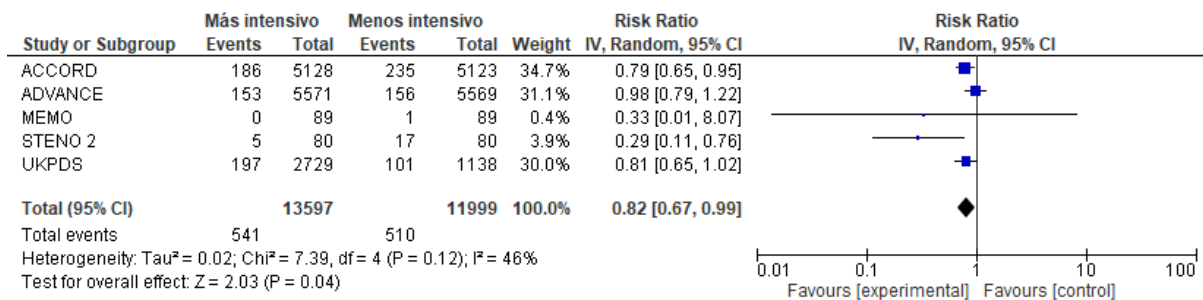 Más intensivo Menos intensivo Risk Ratio Risk Ratio
Study or Subgroup Events Total Events Total Weight IV, Random, 95% CI IV, Random, 95% CI
ACCORD 186 5128 235 5123 34.7% 0.79 [0.65, 0.95]
ADVANCE 153 5571 156 5569 31.1% 0.98 [0.79, 1.22]
MEMO 0 89 1 89 0.4% 0.33 [0.01, 8.07]
STENO 2 5 80 17 80 3.9% 0.29 [0.11, 0.76]
UKPDS 197 2729 101 1138 30.0% 0.81 [0.65, 1.02]
Total (95% CI) 13597 11999 100.0% 0.82 [0.67, 0.99]
Total events 541 510
Heterogeneity: Tau² = 0.02; Chi² = 7.39, df = 4 (P = 0.12); I² = 46%
Test for overall effect: Z = 2.03 (P = 0.04)
0.01 0.1 1 10 100
Favours [experimental] Favours [control]